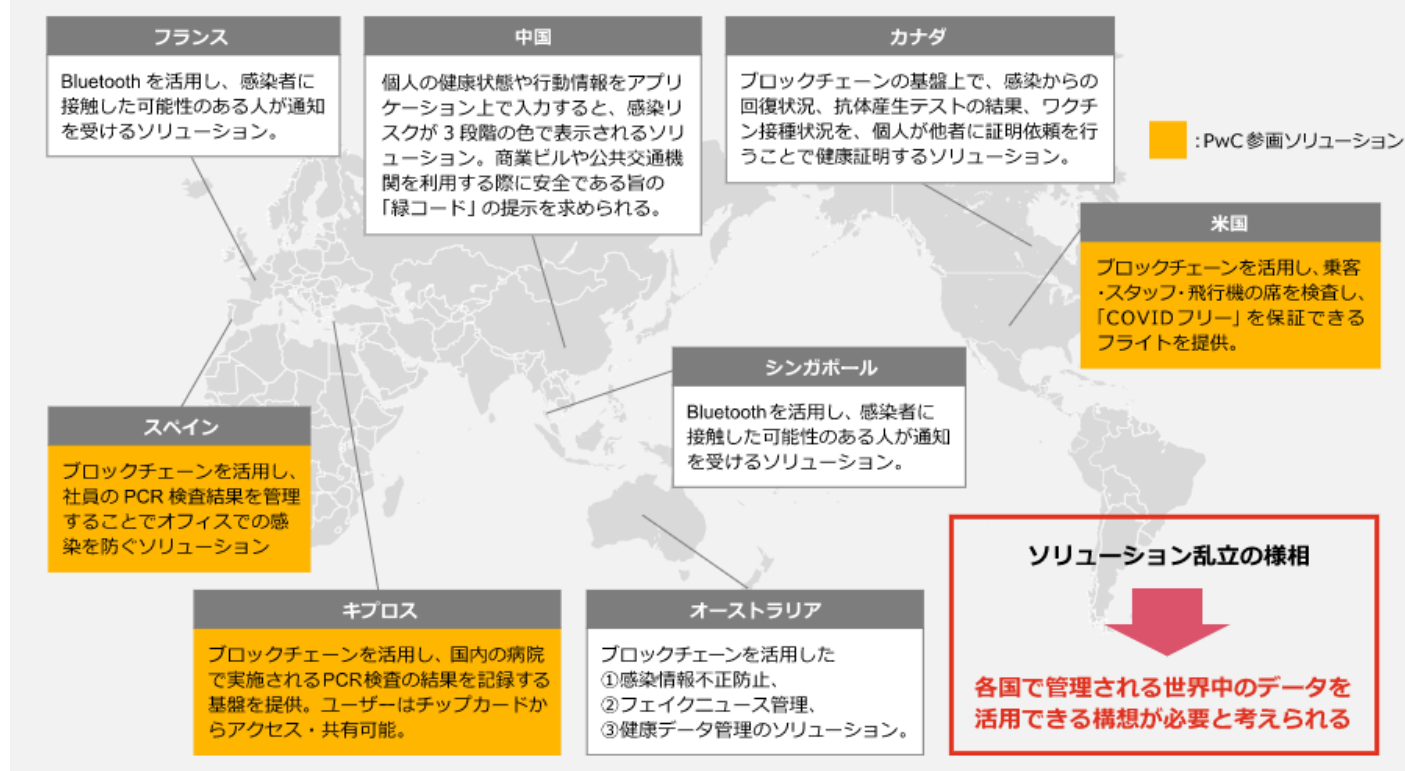 フランス
Bluetooth を活用し、感染者に
接触した可能性のある人が通知
を受けるソリューション。
中国
個人の健康状態や行動情報をアプリ
ケーション上で入力すると、感染リ
スクが 3 段階の色で表示されるソリ
ューション。商業ビルや公共交通機
関を利用する際に安全である旨の
「緑コード」の提示を求められる。
カナダ
ブロックチェーンの基盤上で、感染からの
回復状況、抗体産生テストの結果、ワクチ
ン接種状況を、個人が他者に証明依頼を行
うことで健康証明するソリューション。
:PwC 参画ソリューション
米国
ブロックチェーンを活用し、乗客
・スタッフ・飛行機の席を検査し、
「COVID フリー」を保証できる
フライトを提供。
シンガポール
Bluetooth を活用し、感染者に
接触した可能性のある人が通知
を受けるソリューション。
スペイン
ブロックチェーンを活用し、
社員の PCR 検査結果を管理
することでオフィスでの感
染を防ぐソリューション
キプロス
ブロックチェーンを活用し、国内の病院
で実施されるPCR検査の結果を記録する
基盤を提供。ユーザーはチップカードか
らアクセス・共有可能。
オーストラリア
ブロックチェーンを活用した
①感染情報不正防止、
②フェイクニュース管理、
③健康データ管理のソリューション。
ソリューション乱立の様相
各国で管理される世界中のデータを
活用できる構想が必要と考えられる